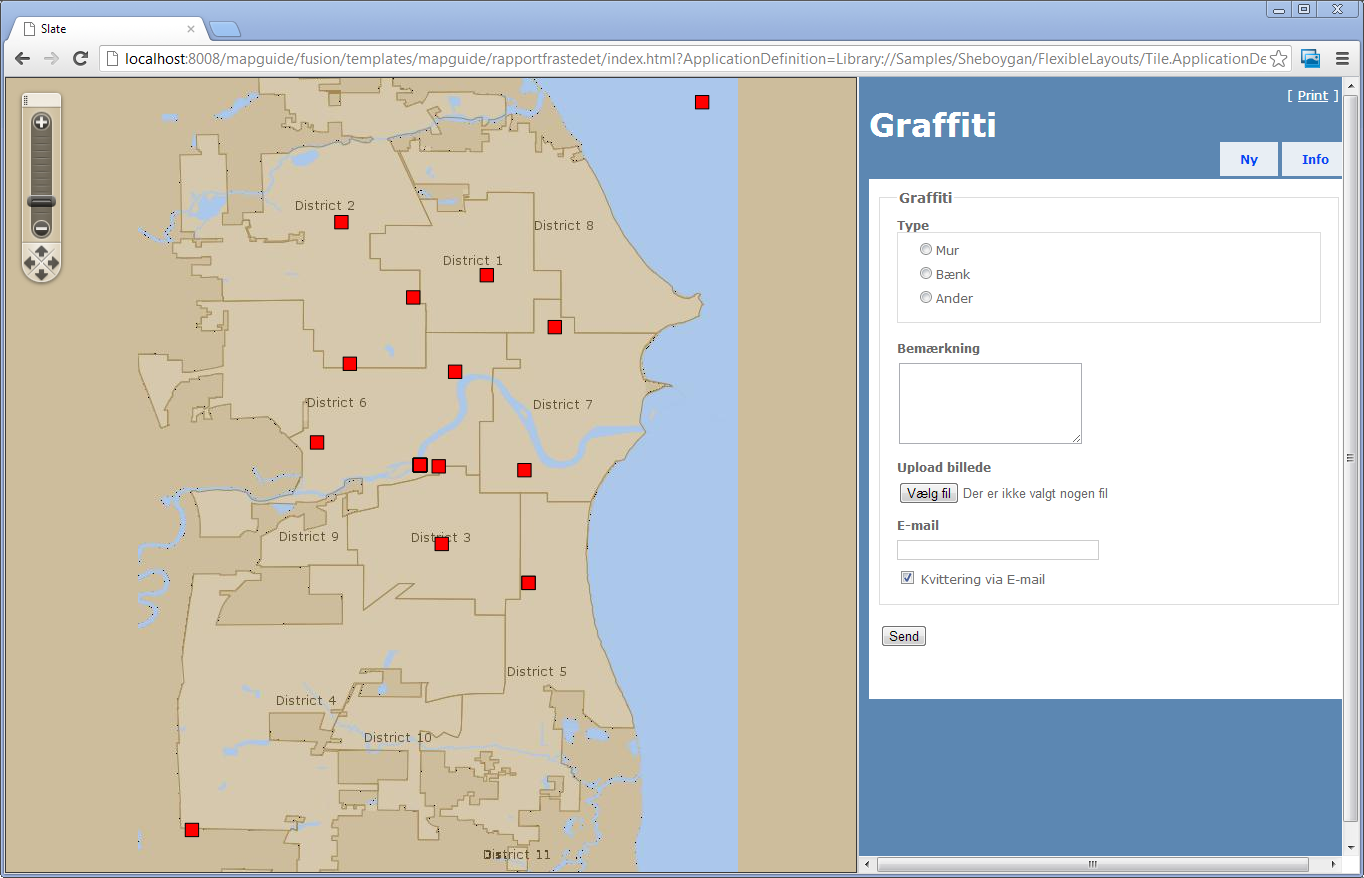 Slate
localhost:8008/mapguide/fusion/templates/mapguide/rapportfrastedet/index.html?ApplicationDefinition=Library://Samples/Sheboygan/FlexibleLayouts/Tile.ApplicationDe
[ Print ]
Graffiti
Ny Info
Graffiti
Type
Mur
Bænk
Ander
Bemærkning
Upload billede
Vælg fil Der er ikke valgt nogen fil
E-mail
Kvittering via E-mail
Send
District 2
District 8
District 1
District 6
District 7
District 9
District 3
District 5
District 4
District 10
District 11